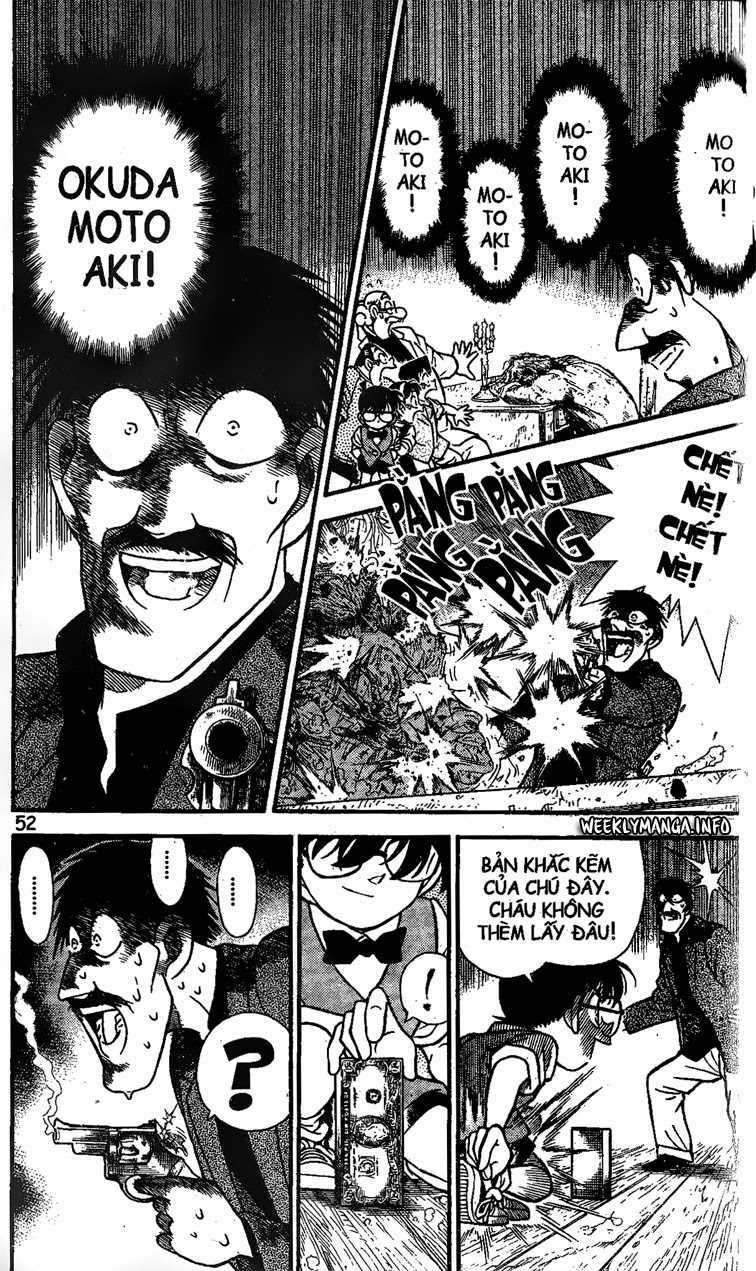 OKUDA
MOTO
AKI!
MO-
TO
AKI
!
MO-
TO
AKI
!
MO-
TO
AKI
!
MO
TO
AKI
!
CHẾT
NÈ!
CHẾT
NÈ!
PẰNG
PẰNG
PẰNG
PẰNG
52
WEEKLYMANGA.INFO
.........
.........
.........
?
!
BẢN KHẮC KẼM
CỦA CHÚ ĐÂY.
CHÁU KHÔNG
THÈM LẤY ĐÂU!